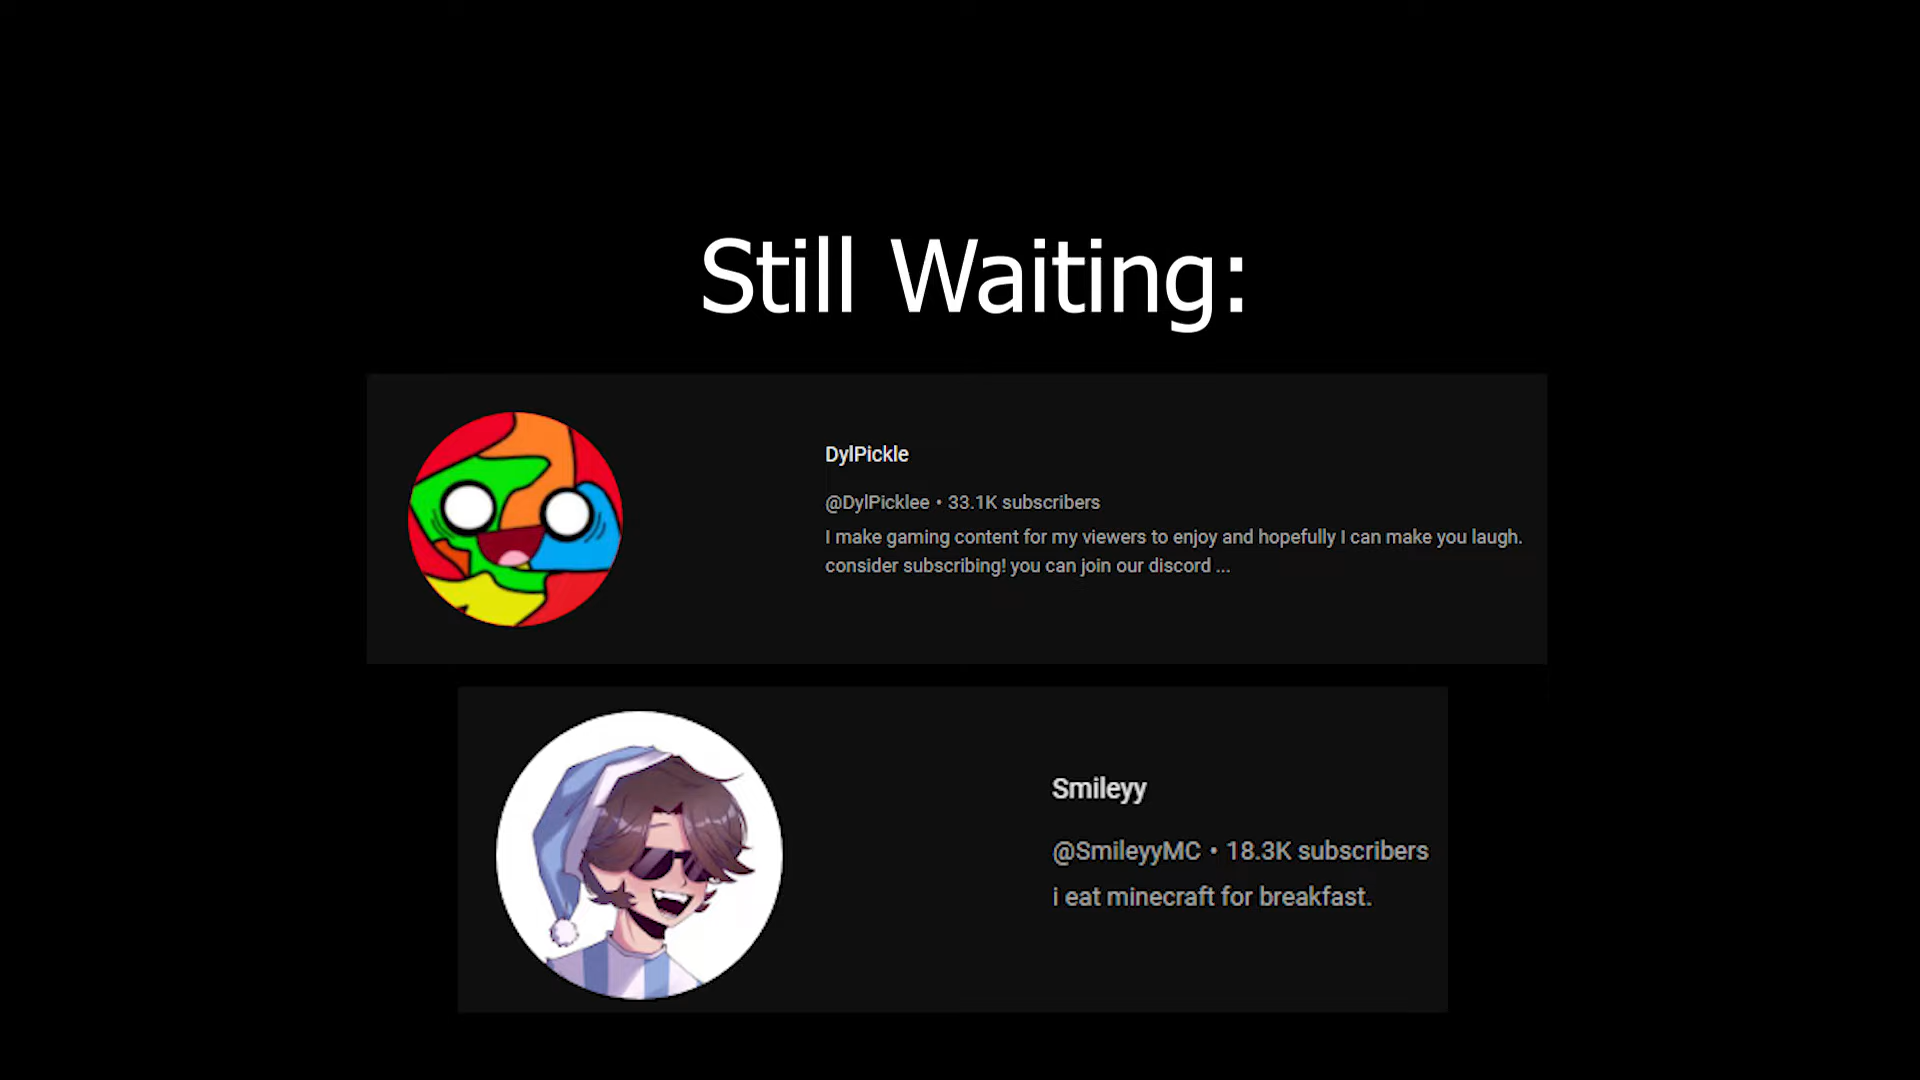 Still Waiting:
DylPickle
@DylPicklee • 33.1K subscribers
I make gaming content for my viewers to enjoy and hopefully I can make you laugh.
consider subscribing! you can join our discord ...
Smileyy
@SmileyyMC • 18.3K subscribers
i eat minecraft for breakfast.